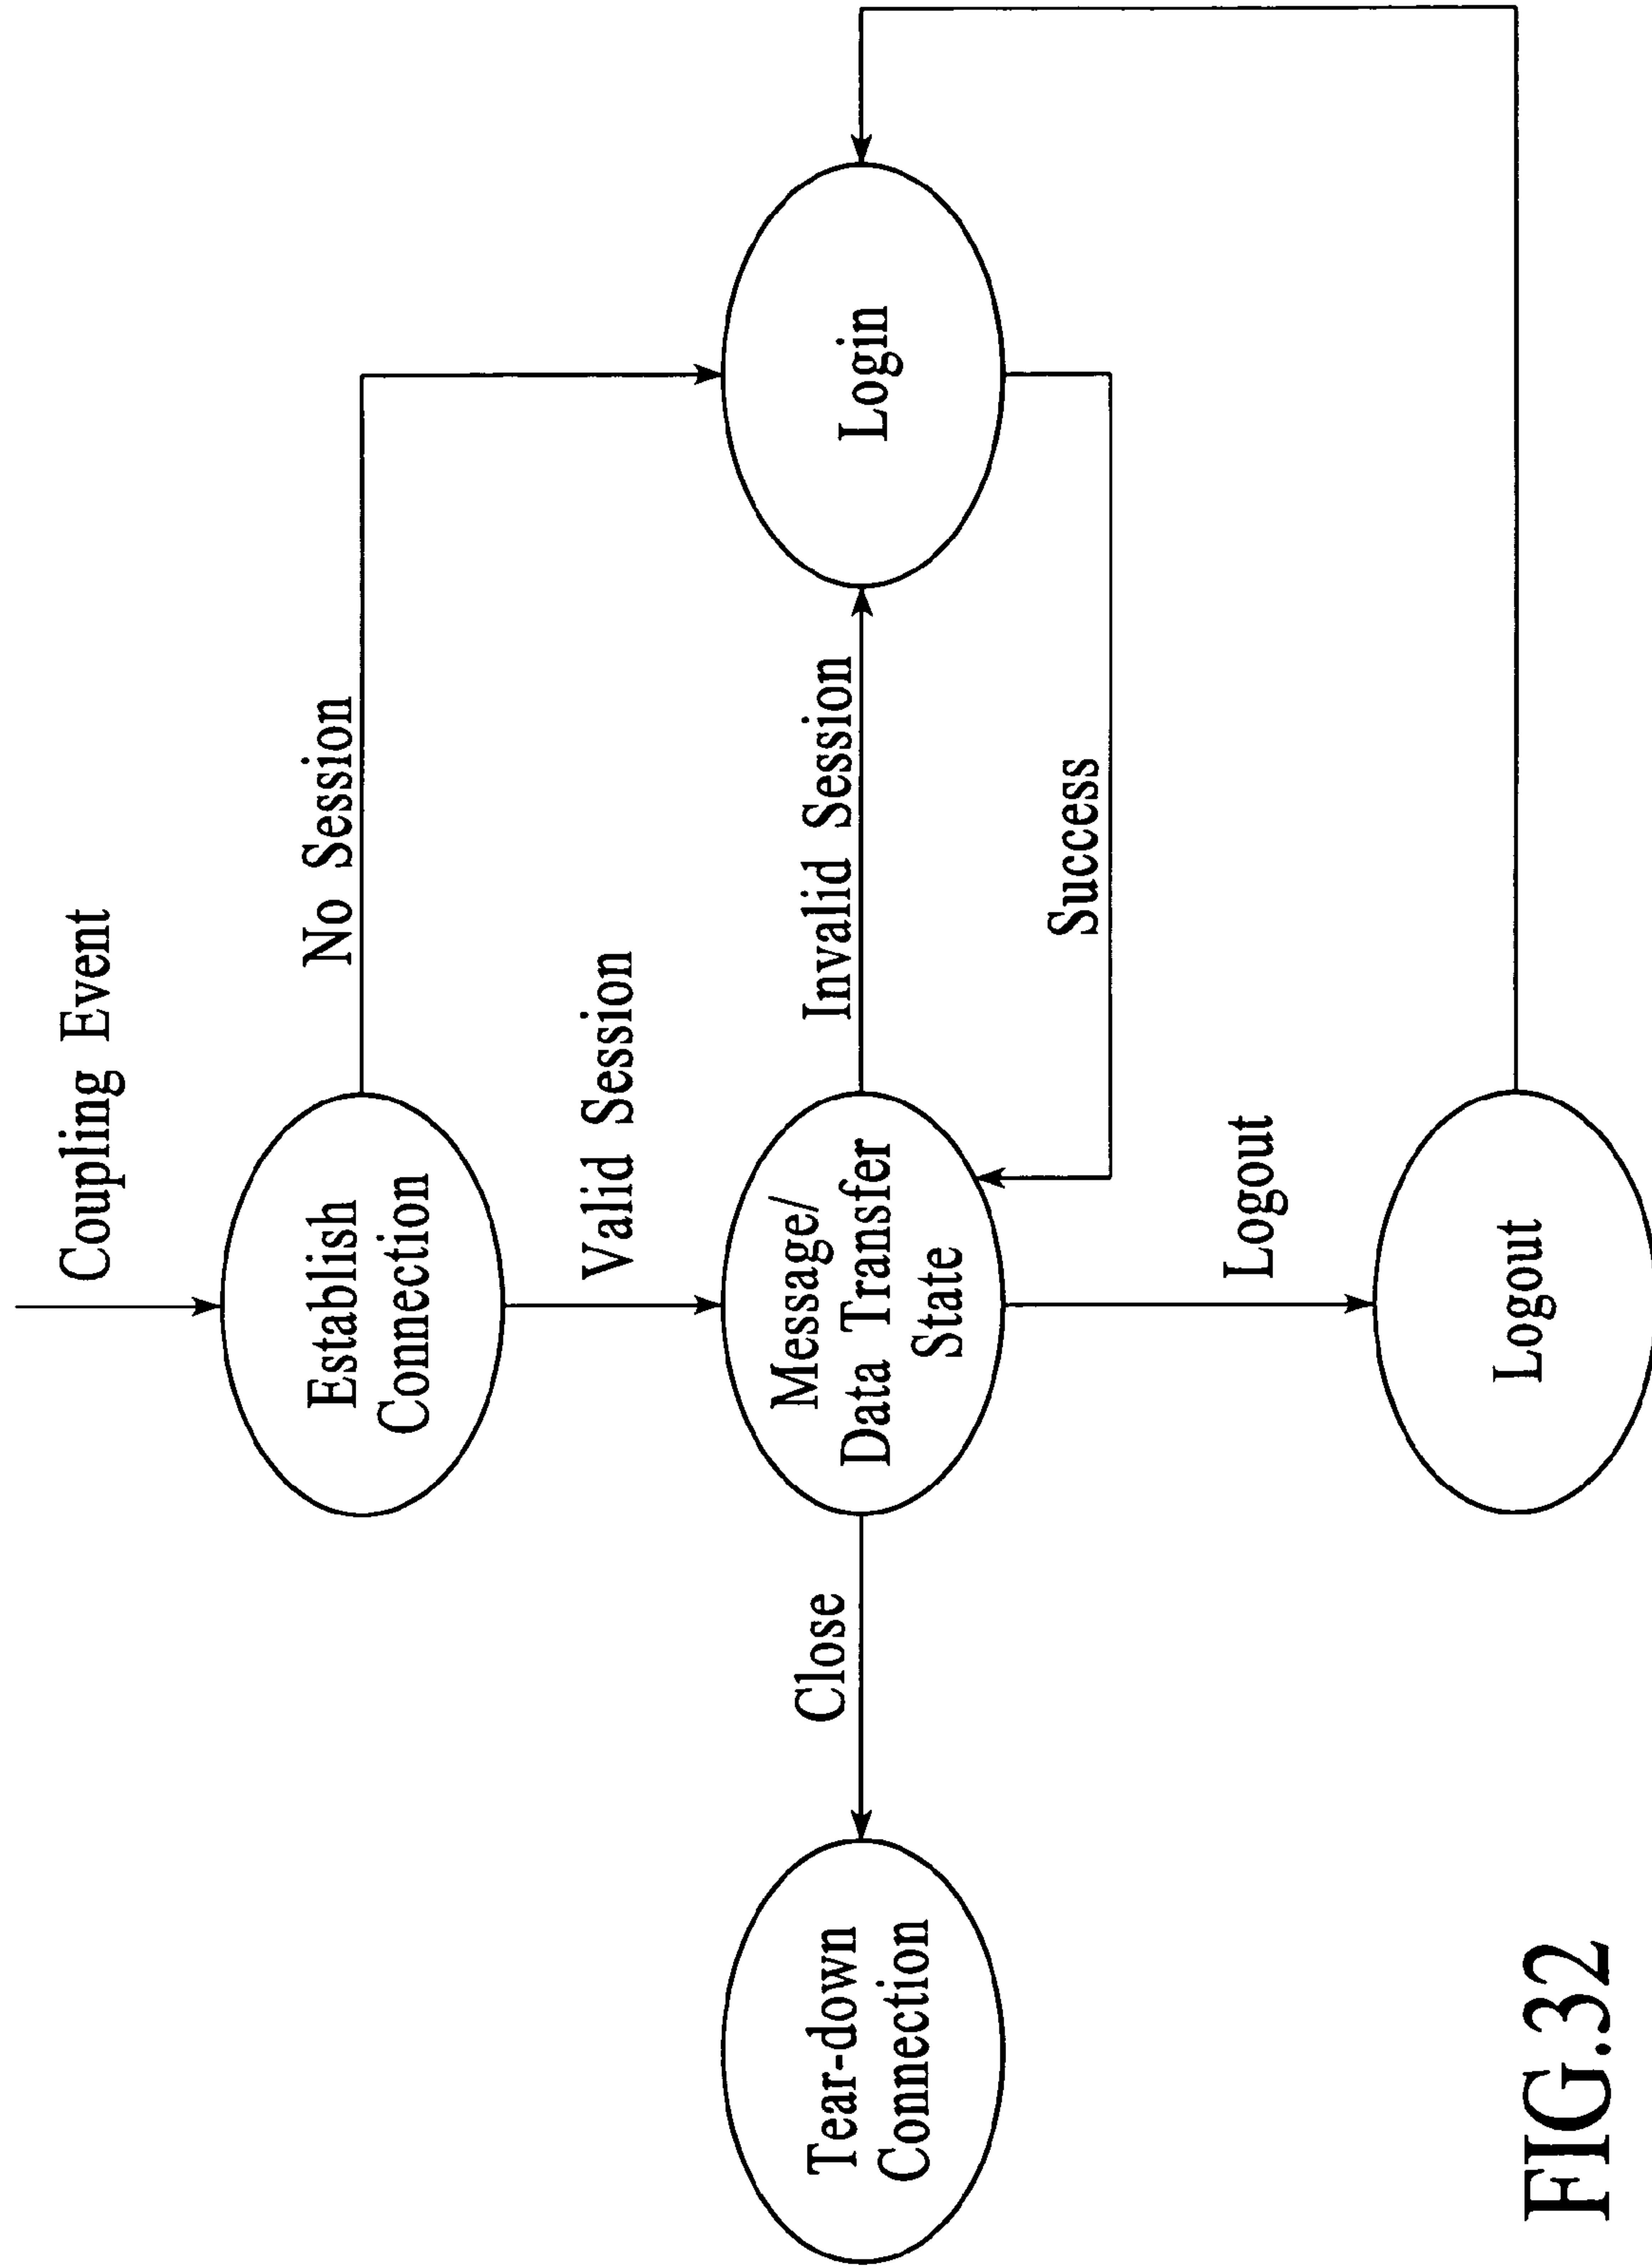 Coupling Event
Establish
Connection
No Session
Valid Session
Tear-down
Connection
Close
Message/
Data Transfer
State
Invalid Session
Login
Success
Logout
Logout
FIG.32